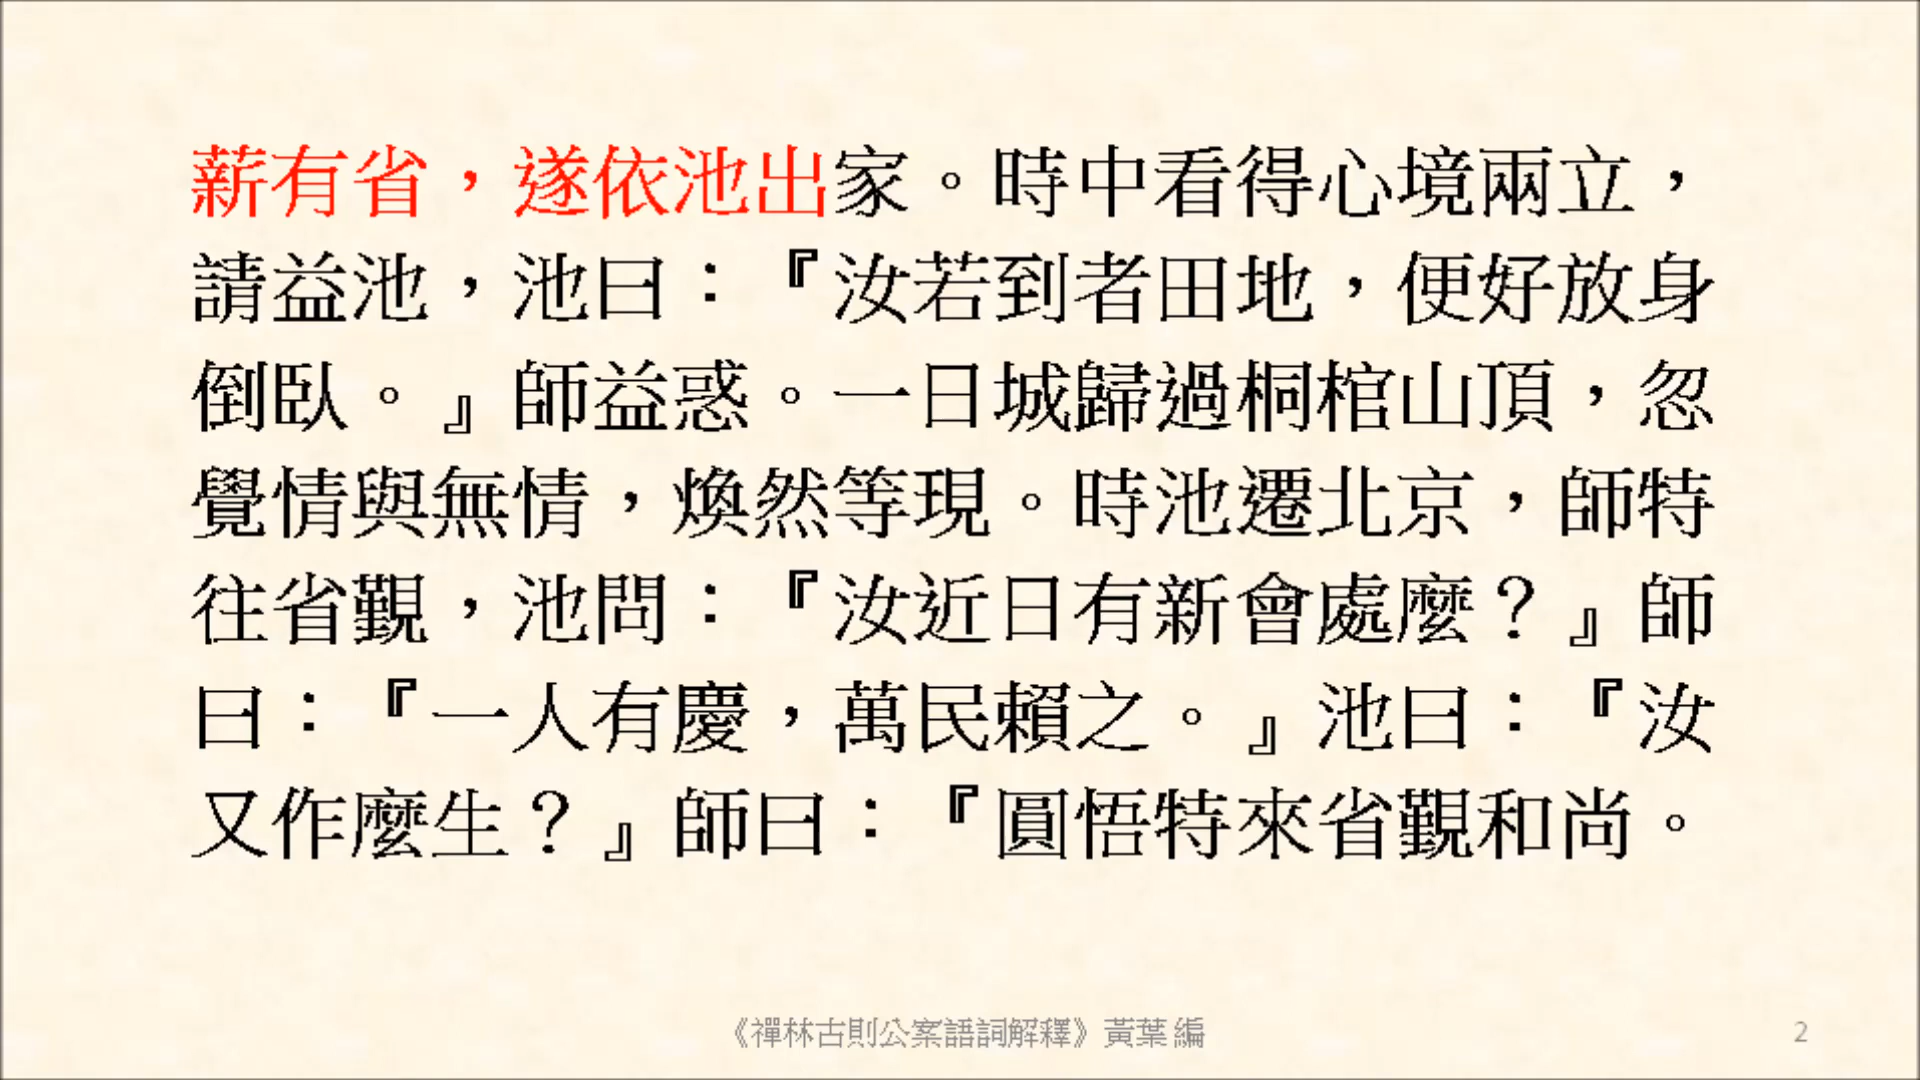 薪有省，遂依池出家。時中看得心境兩立，
請益池，池曰：『汝若到者田地，便好放身
倒臥。』師益惑。一日城歸過桐棺山頂，忽
覺情與無情，煥然等現。時池遷北京，師特
往省覲，池問：『汝近日有新會處麼？』師
曰：『一人有慶，萬民賴之。』池曰：『汝
又作麼生？』師曰：『圓悟特來省覲和尚。
《禪林古則公案語詞解釋》黃葉 編
2